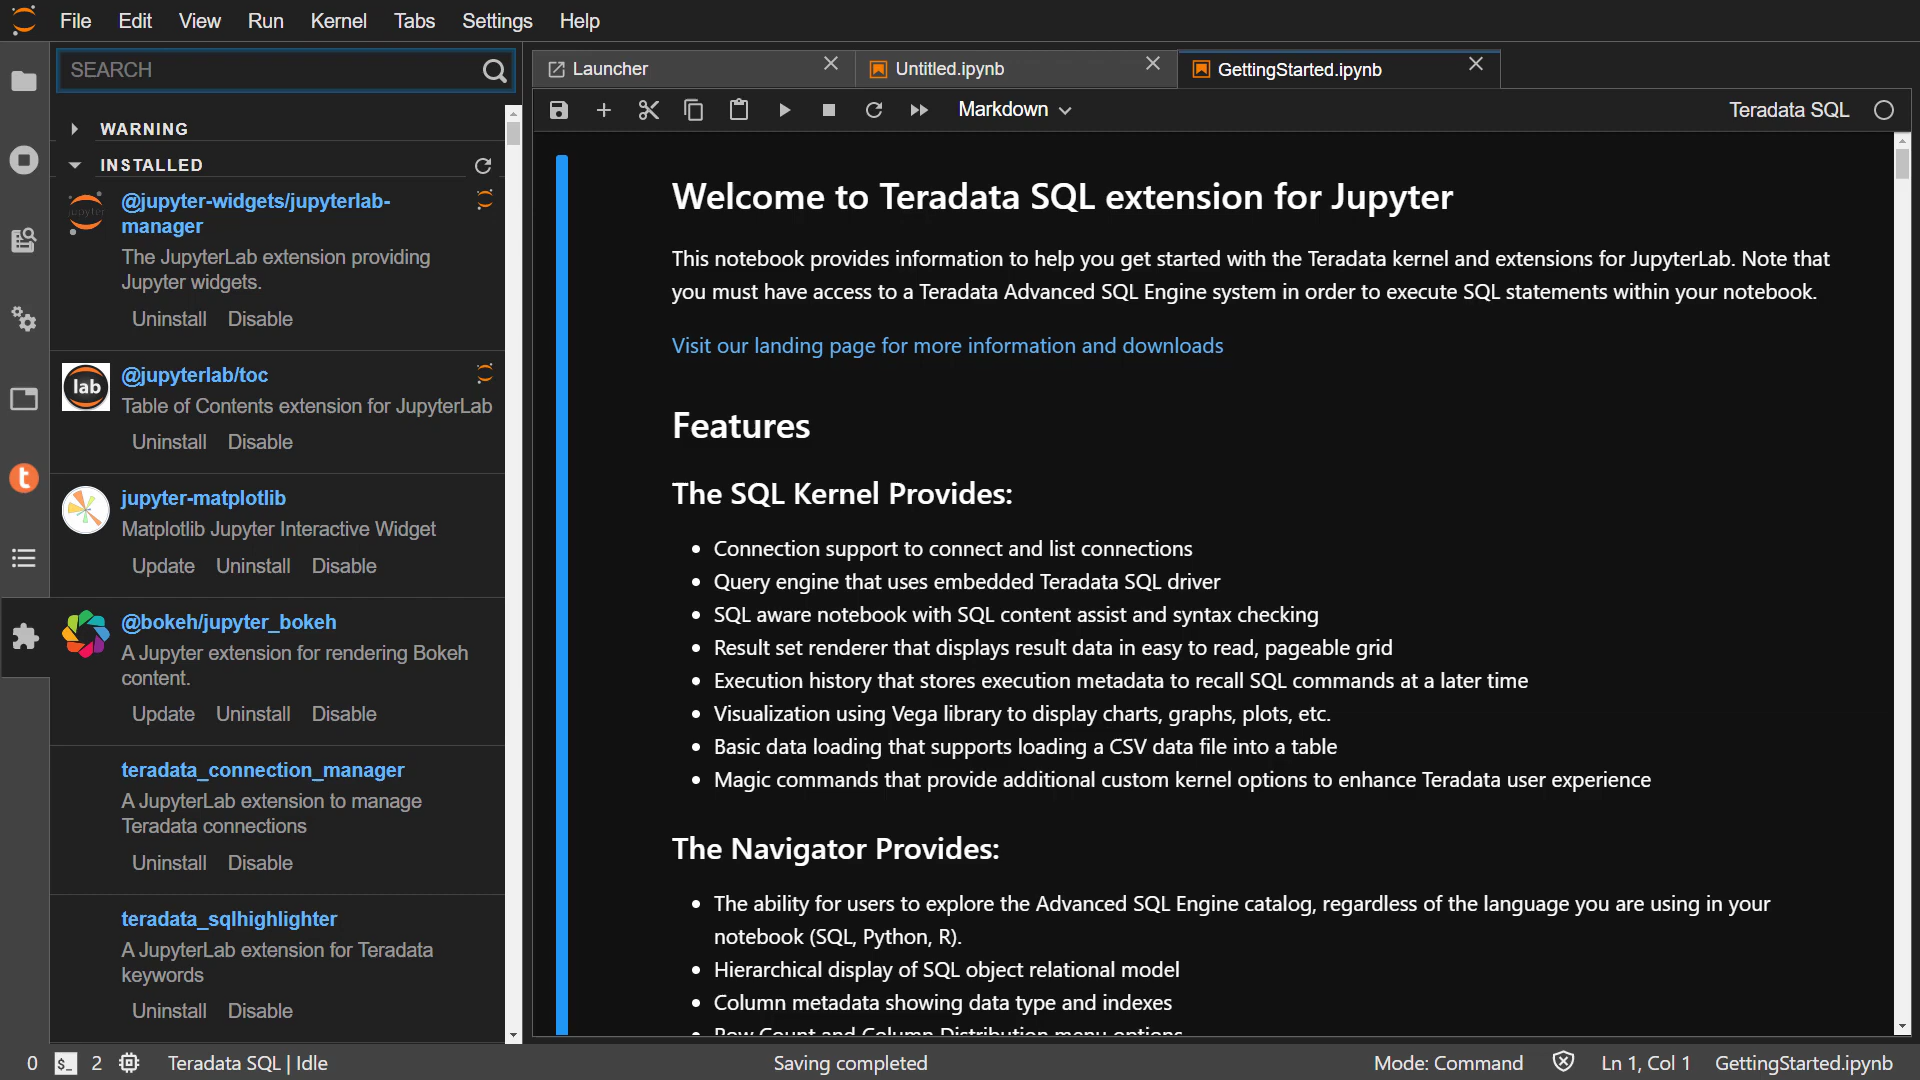 File Edit View Run Kernel Tabs Settings Help
SEARCH
WARNING
INSTALLED
@jupyter-widgets/jupyterlab-
manager
The JupyterLab extension providing
Jupyter widgets.
Uninstall Disable
lab
@jupyterlab/toc
Table of Contents extension for JupyterLab
Uninstall Disable
jupyter-matplotlib
Matplotlib Jupyter Interactive Widget
Update Uninstall Disable
@bokeh/jupyter_bokeh
A Jupyter extension for rendering Bokeh
content.
Update Uninstall Disable
teradata_connection_manager
A JupyterLab extension to manage
Teradata connections
Uninstall Disable
teradata_sqlhighlighter
A JupyterLab extension for Teradata
keywords
Uninstall Disable
Launcher Untitled.ipynb GettingStarted.ipynb
Markdown Teradata SQL
Welcome to Teradata SQL extension for Jupyter
This notebook provides information to help you get started with the Teradata kernel and extensions for JupyterLab. Note that
you must have access to a Teradata Advanced SQL Engine system in order to execute SQL statements within your notebook.
Visit our landing page for more information and downloads
Features
The SQL Kernel Provides:
• Connection support to connect and list connections
• Query engine that uses embedded Teradata SQL driver
• SQL aware notebook with SQL content assist and syntax checking
• Result set renderer that displays result data in easy to read, pageable grid
• Execution history that stores execution metadata to recall SQL commands at a later time
• Visualization using Vega library to display charts, graphs, plots, etc.
• Basic data loading that supports loading a CSV data file into a table
• Magic commands that provide additional custom kernel options to enhance Teradata user experience
The Navigator Provides:
• The ability for users to explore the Advanced SQL Engine catalog, regardless of the language you are using in your
notebook (SQL, Python, R).
• Hierarchical display of SQL object relational model
• Column metadata showing data type and indexes
• Row Count and Column Distribution menu options
0 $_ 2 Teradata SQL | Idle Saving completed Mode: Command Ln 1, Col 1 GettingStarted.ipynb